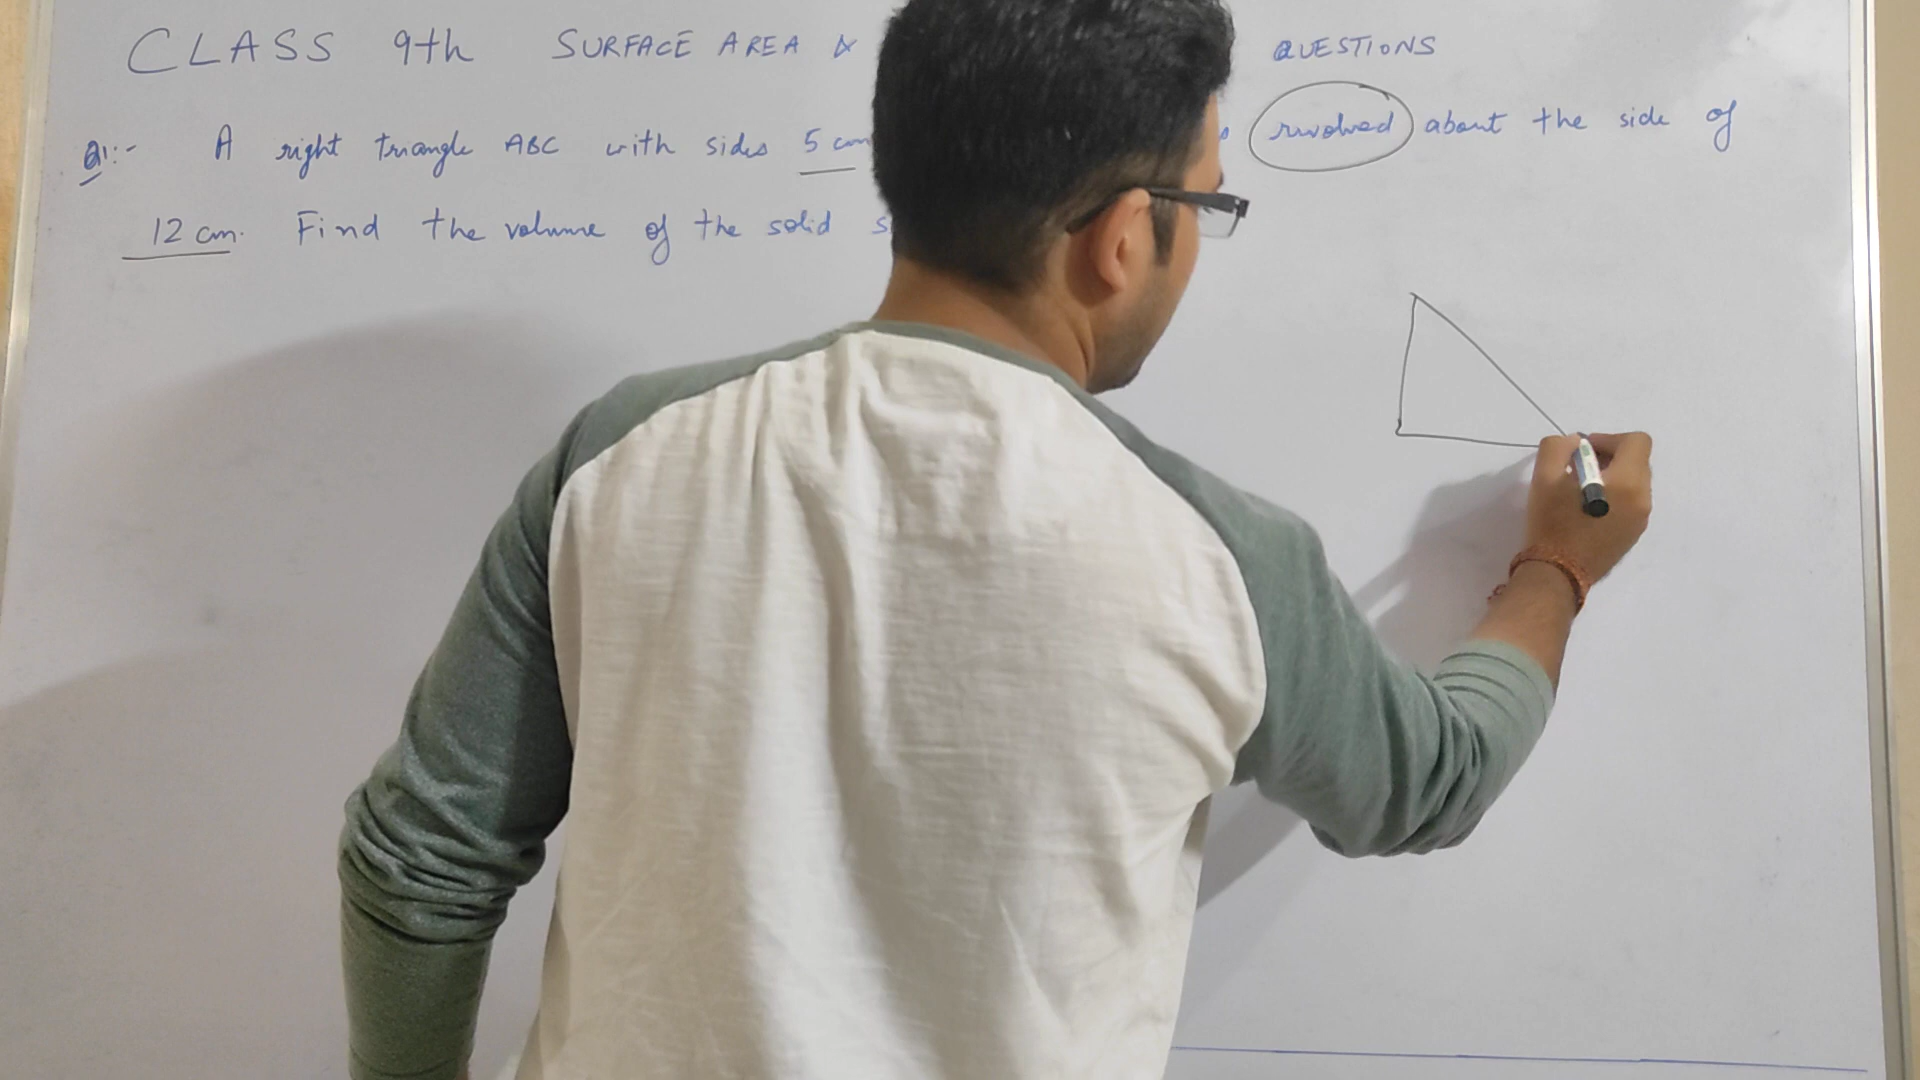 CLASS 9th SURFACE AREA & QUESTIONS
Q1:- A right triangle ABC with sides 5 cm revolved about the side of
12 cm. Find the volume of the solid